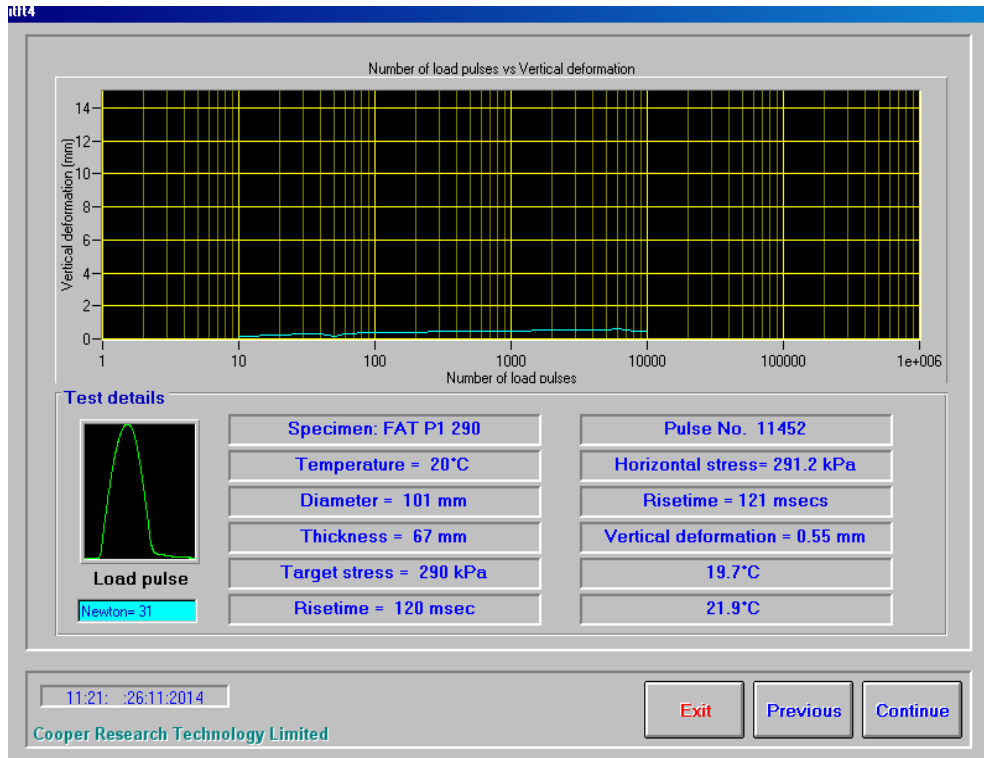 Number of load pulses vs Vertical deformation
Vertical deformation (mm)
14
12
10
8
6
4
2
0
1 10 100 1000 10000 100000 1e+006
Number of load pulses
Test details
Specimen: FAT P1 290
Temperature = 20°C
Diameter = 101 mm
Thickness = 67 mm
Target stress = 290 kPa
Risetime = 120 msec
Pulse No. 11452
Horizontal stress= 291.2 kPa
Risetime = 121 msecs
Vertical deformation = 0.55 mm
19.7°C
21.9°C
Load pulse
Newton= 31
11:21: :26:11:2014
Cooper Research Technology Limited
Exit
Previous
Continue